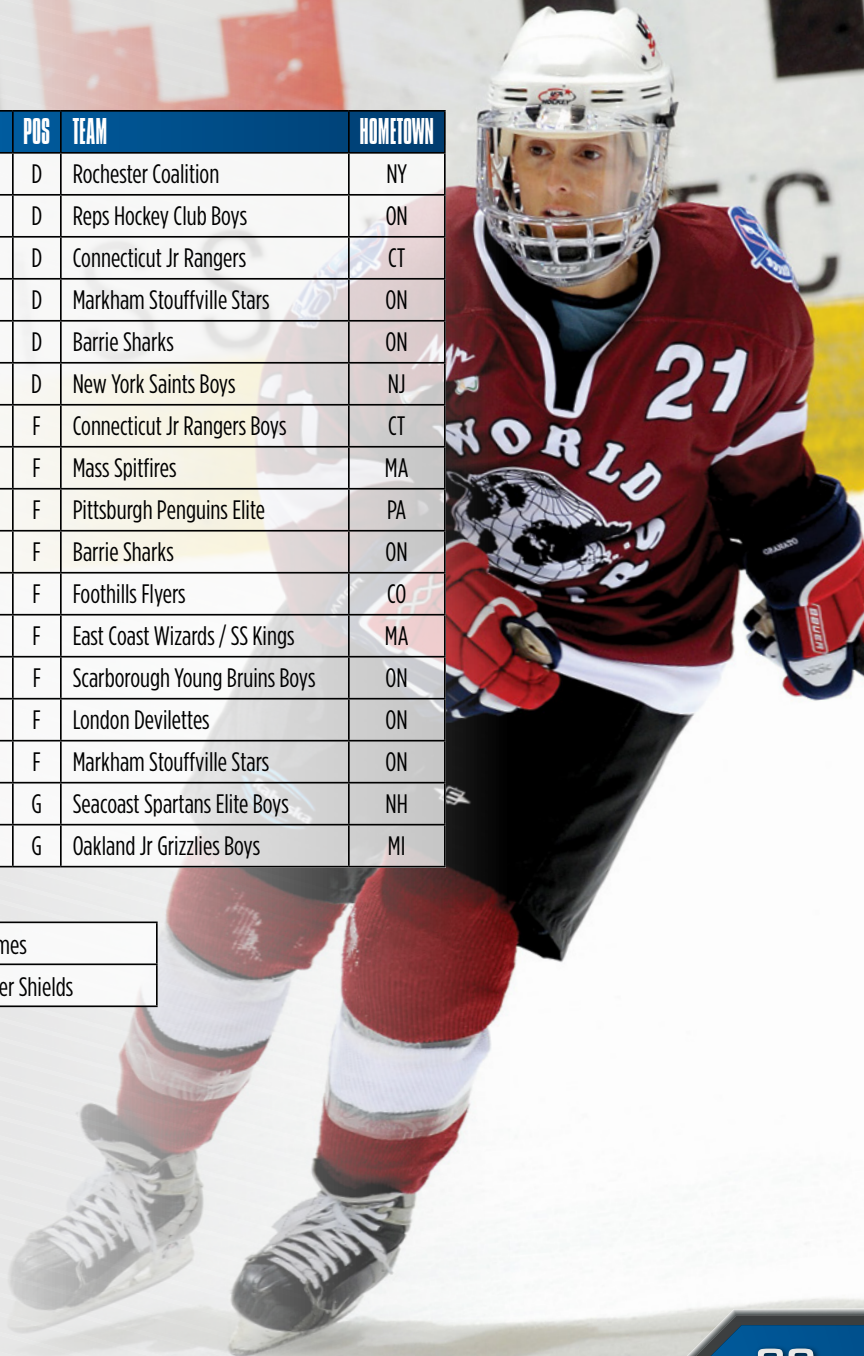 POS TEAM HOMETOWN
D Rochester Coalition NY
D Reps Hockey Club Boys ON
D Connecticut Jr Rangers CT
D Markham Stouffville Stars ON
D Barrie Sharks ON
D New York Saints Boys NJ
F Connecticut Jr Rangers Boys CT
F Mass Spitfires MA
F Pittsburgh Penguins Elite PA
F Barrie Sharks ON
F Foothills Flyers CO
F East Coast Wizards / SS Kings MA
F Scarborough Young Bruins Boys ON
F London Devilettes ON
F Markham Stouffville Stars ON
G Seacoast Spartans Elite Boys NH
G Oakland Jr Grizzlies Boys MI
mes
er Shields
HOCKEY
ITECH
21
WORLD
GRANATO
BAUER